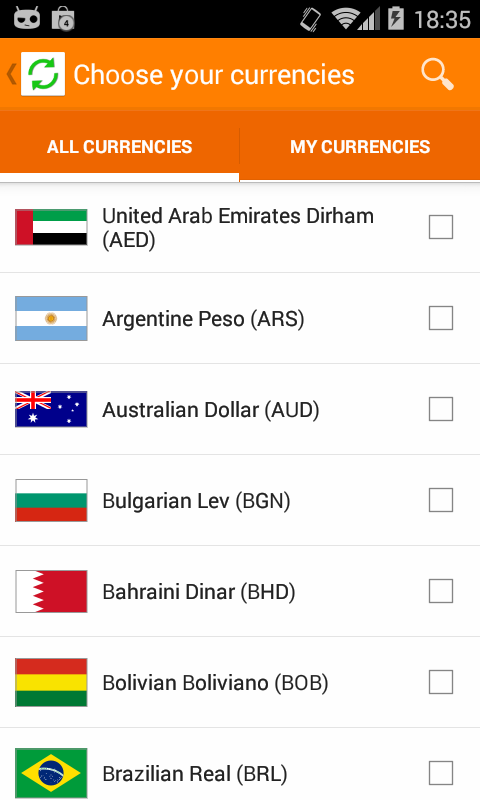 4
18:35
Choose your currencies
ALL CURRENCIES
MY CURRENCIES
United Arab Emirates Dirham
(AED)
Argentine Peso (ARS)
Australian Dollar (AUD)
Bulgarian Lev (BGN)
Bahraini Dinar (BHD)
Bolivian Boliviano (BOB)
Brazilian Real (BRL)